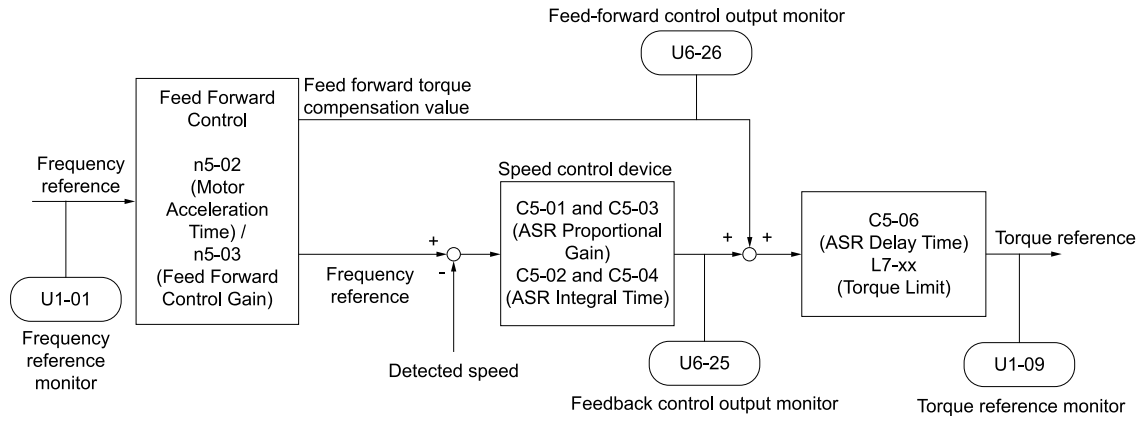 Feed-forward control output monitor
U6-26
Feed Forward
Control
n5-02
(Motor
Acceleration
Time) /
n5-03
(Feed Forward
Control Gain)
Feed forward torque
compensation value
Frequency
reference
U1-01
Frequency
reference
monitor
+
-
Frequency
reference
Detected speed
Speed control device
C5-01 and C5-03
(ASR Proportional
Gain)
C5-02 and C5-04
(ASR Integral Time)
U6-25
Feedback control output monitor
+
+
C5-06
(ASR Delay Time)
L7-xx
(Torque Limit)
Torque reference
U1-09
Torque reference monitor